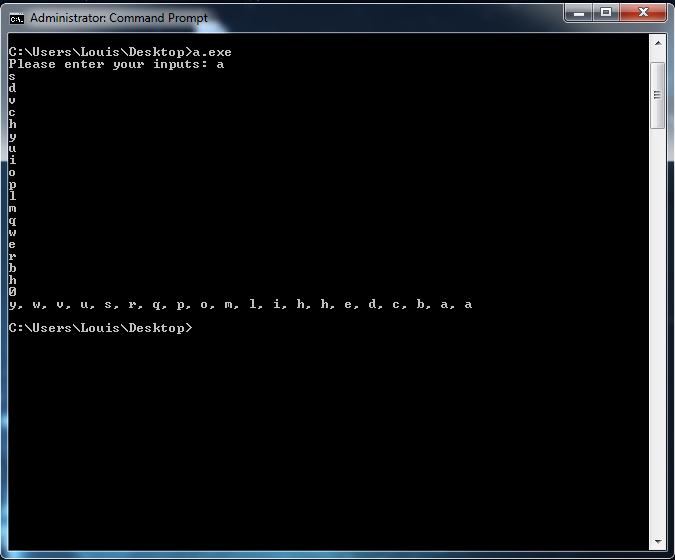 Administrator: Command Prompt
C:\Users\Louis\Desktop>a.exe
Please enter your inputs: a
s
d
v
c
h
y
u
i
o
p
l
m
q
w
e
r
b
h
0
y, w, v, u, s, r, q, p, o, m, l, i, h, h, e, d, c, b, a, a
C:\Users\Louis\Desktop>